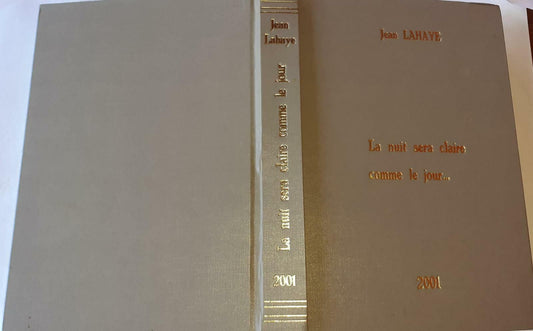 Jean
Lahaye
La nuit sera claire comme le jour
2001
Jean LAHAYE
La nuit sera claire
comme le jour...
2001